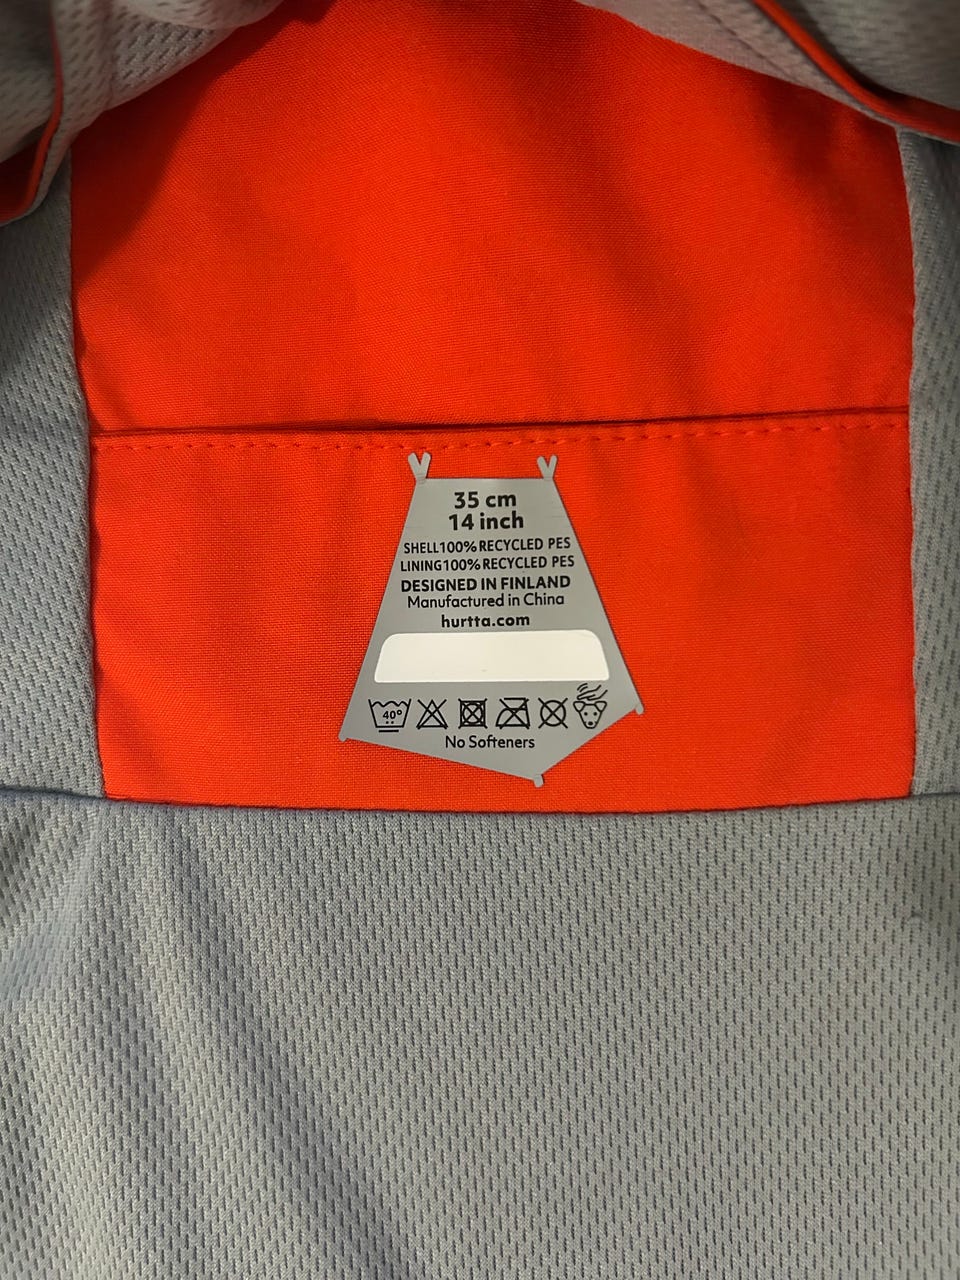 35 cm
14 inch
SHELL100% RECYCLED PES
LINING100% RECYCLED PES
DESIGNED IN FINLAND
Manufactured in China
hurtta.com
40°
No Softeners